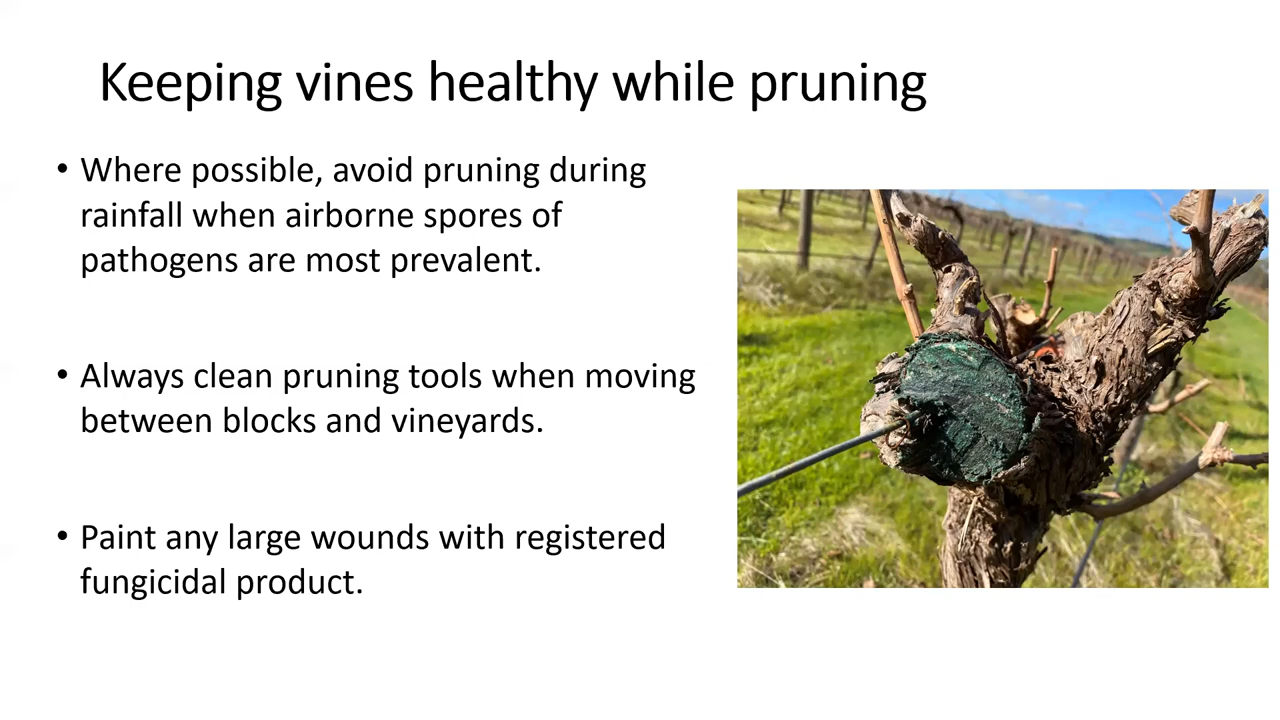 Keeping vines healthy while pruning
• Where possible, avoid pruning during
rainfall when airborne spores of
pathogens are most prevalent.
• Always clean pruning tools when moving
between blocks and vineyards.
• Paint any large wounds with registered
fungicidal product.